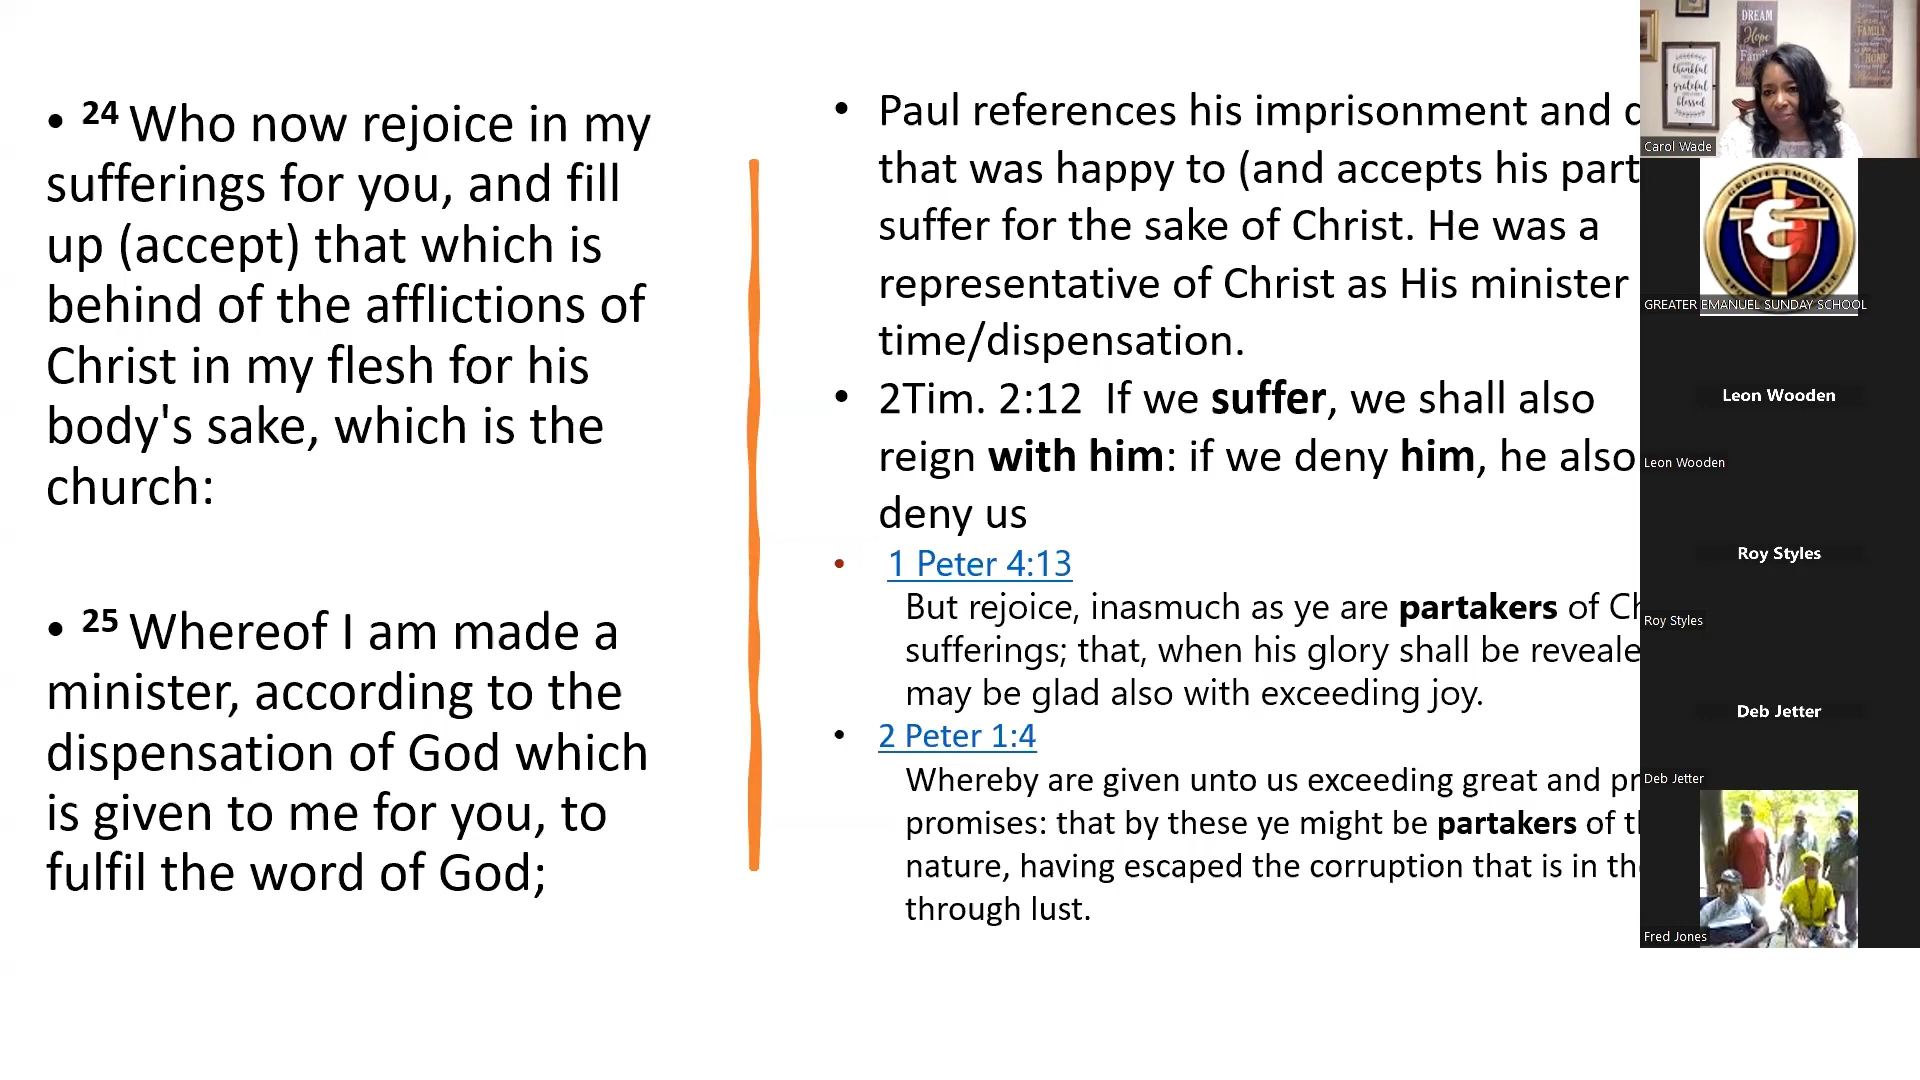 • 24 Who now rejoice in my
sufferings for you, and fill
up (accept) that which is
behind of the afflictions of
Christ in my flesh for his
body's sake, which is the
church:
• 25 Whereof I am made a
minister, according to the
dispensation of God which
is given to me for you, to
fulfil the word of God;
• Paul references his imprisonment and
that was happy to (and accepts his part
suffer for the sake of Christ. He was a
representative of Christ as His minister
time/dispensation.
• 2Tim. 2:12 If we suffer, we shall also
reign with him: if we deny him, he also
deny us
• 1 Peter 4:13
But rejoice, inasmuch as ye are partakers of
sufferings; that, when his glory shall be
may be glad also with exceeding joy.
• 2 Peter 1:4
Whereby are given unto us exceeding great and
promises: that by these ye might be partakers of
nature, having escaped the corruption that is in
through lust.
DREAM
Hope
thankful
grateful
blessed
FAMILY
HOME
Carol Wade
GREATER EMANUEL
GREATER EMANUEL SUNDAY SCHOOL
Leon Wooden
Leon Wooden
Roy Styles
Roy Styles
Deb Jetter
Deb Jetter
Fred Jones